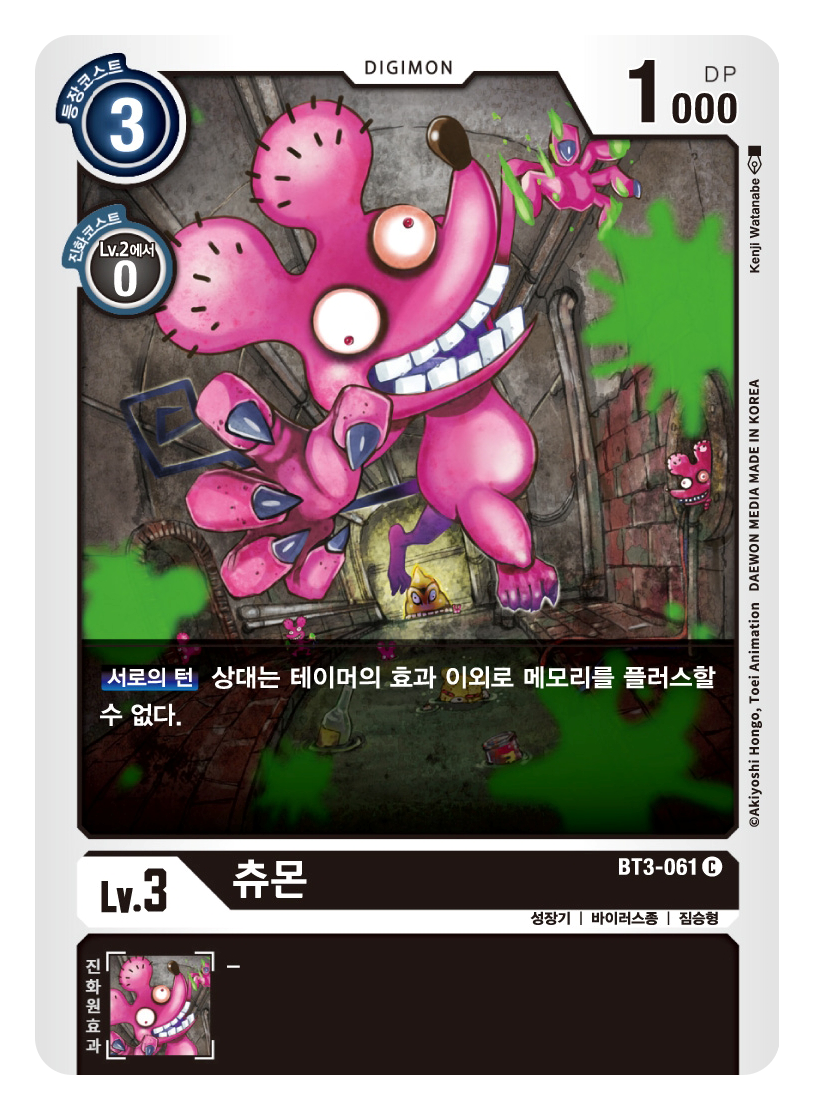 DIGIMON
등장코스트
3
1000
DP
진화코스트
Lv.2에서
0
Kenji Watanabe
서로의 턴 상대는 테이머의 효과 이외로 메모리를 플러스할
수 없다.
©Akiyoshi Hongo, Toei Animation DAEWON MEDIA MADE IN KOREA
Lv.3
츄몬
BT3-061 C
성장기 | 바이러스종 | 짐승형
진화원효과
–